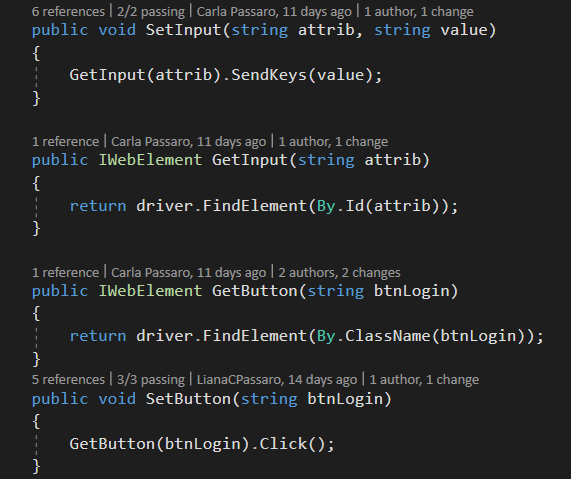 6 references | 2/2 passing | Carla Passaro, 11 days ago | 1 author, 1 change
public void SetInput(string attrib, string value)
{
GetInput(attrib).SendKeys(value);
}
1 reference | Carla Passaro, 11 days ago | 1 author, 1 change
public IWebElement GetInput(string attrib)
{
return driver.FindElement(By.Id(attrib));
}
1 reference | Carla Passaro, 11 days ago | 2 authors, 2 changes
public IWebElement GetButton(string btnLogin)
{
return driver.FindElement(By.ClassName(btnLogin));
}
5 references | 3/3 passing | LianaCPassaro, 14 days ago | 1 author, 1 change
public void SetButton(string btnLogin)
{
GetButton(btnLogin).Click();
}